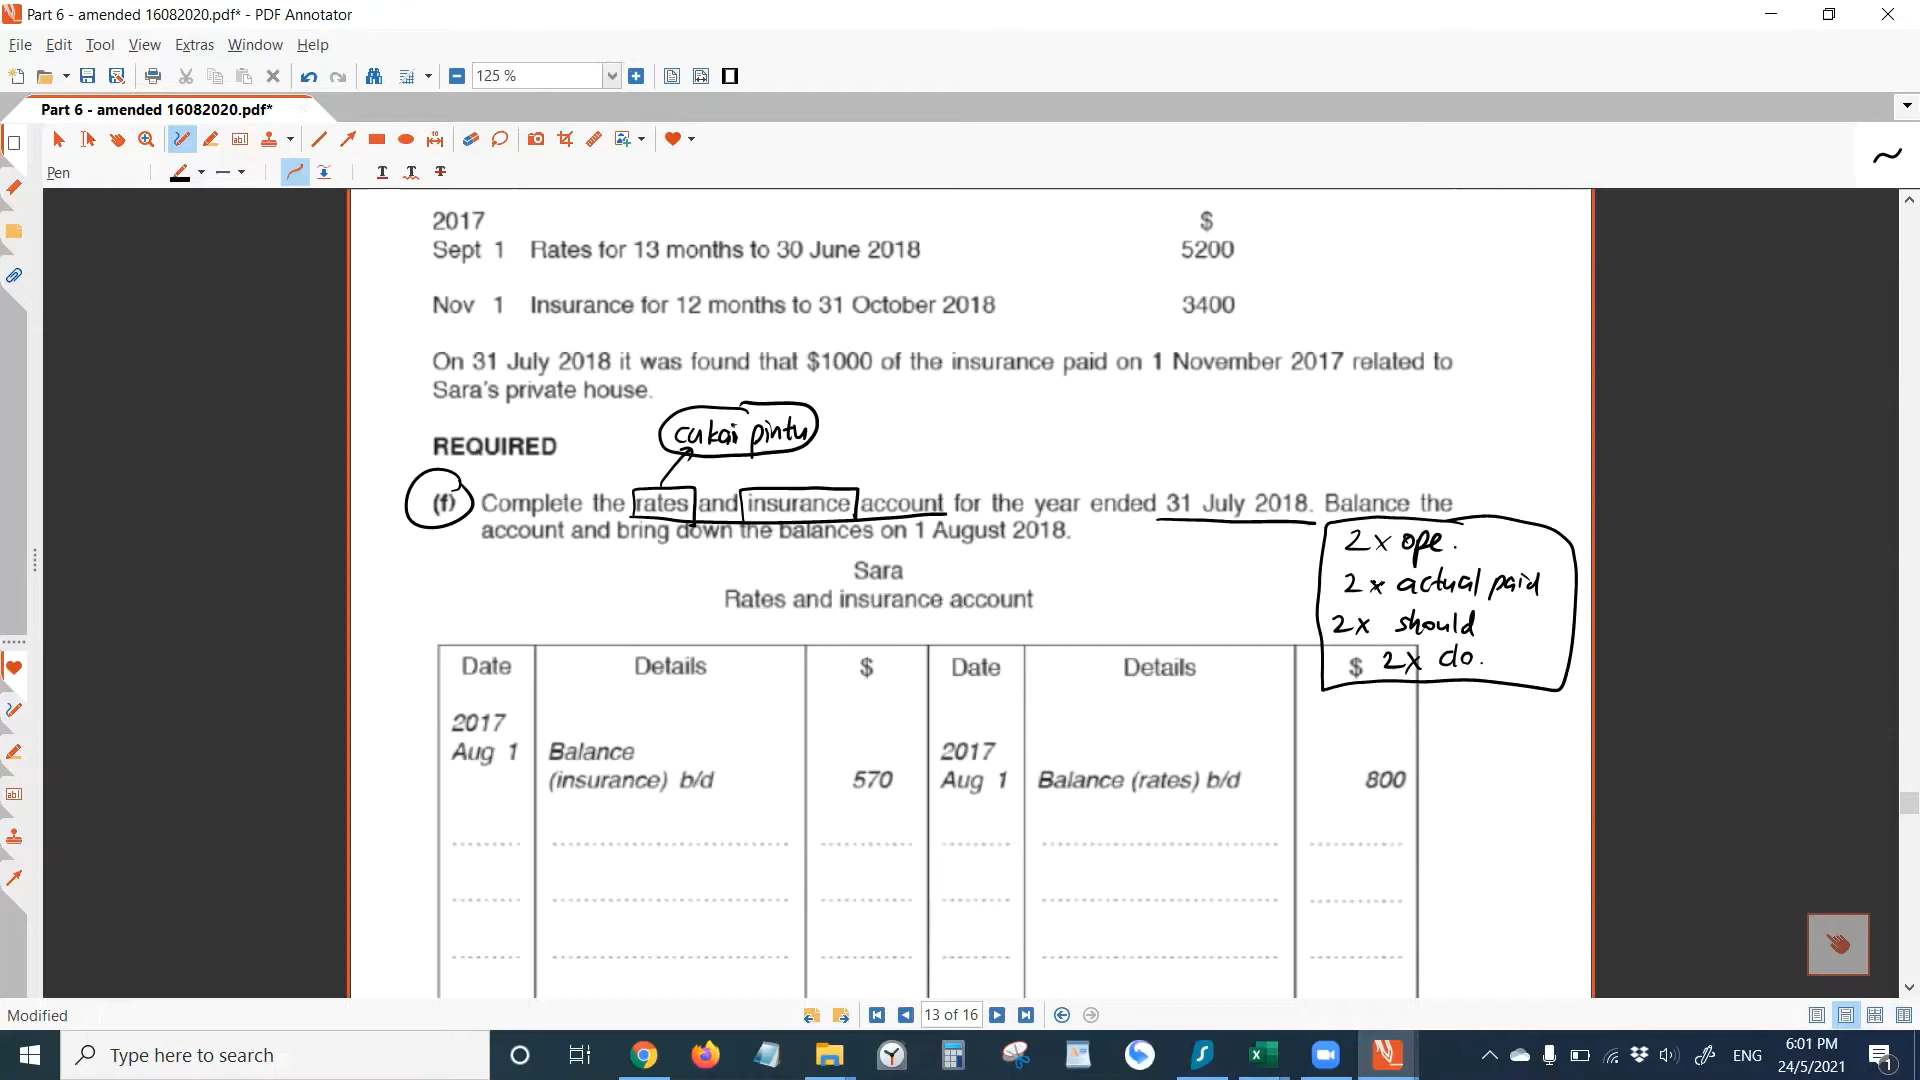 Part 6 - amended 16082020.pdf* - PDF Annotator
File Edit Tool View Extras Window Help
125 %
Part 6 - amended 16082020.pdf*
Pen
2017 $
Sept 1 Rates for 13 months to 30 June 2018 5200
Nov 1 Insurance for 12 months to 31 October 2018 3400
On 31 July 2018 it was found that $1000 of the insurance paid on 1 November 2017 related to
Sara's private house.
cukai pintu
REQUIRED
(f) Complete the rates and insurance account for the year ended 31 July 2018. Balance the
account and bring down the balances on 1 August 2018.
2 x ope.
2 x actual paid
2x should
2x do.
Sara
Rates and insurance account
Date Details $ Date Details $
2017
Aug 1 Balance 2017
(insurance) b/d 570 Aug 1 Balance (rates) b/d 800
Modified 13 of 16
Type here to search
ENG
6:01 PM
24/5/2021
1